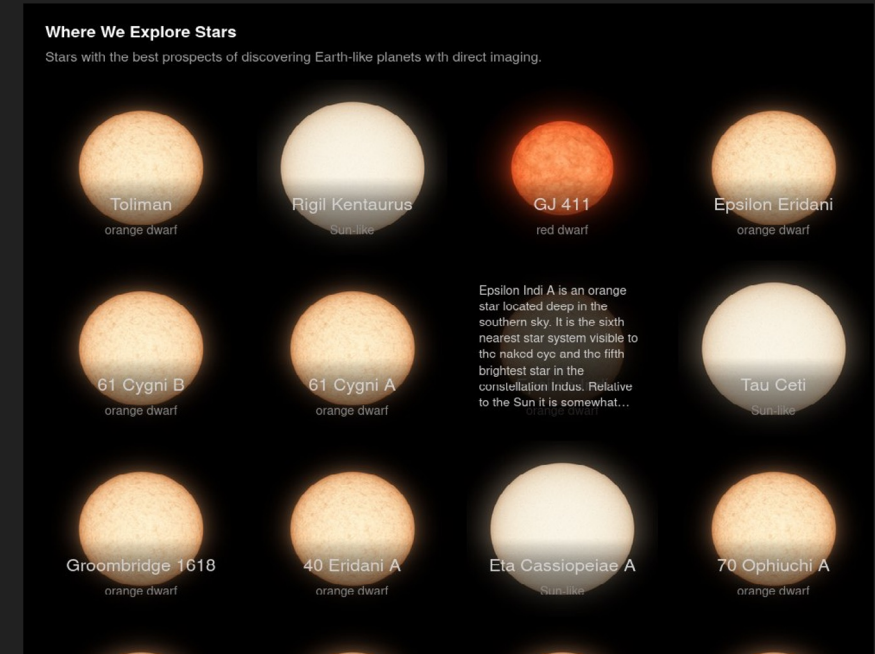 Where We Explore Stars
Stars with the best prospects of discovering Earth-like planets with direct imaging.
Toliman
orange dwarf
Rigil Kentaurus
Sun-like
GJ 411
red dwarf
Epsilon Eridani
orange dwarf
61 Cygni B
orange dwarf
61 Cygni A
orange dwarf
Epsilon Indi A is an orange
star located deep in the
southern sky. It is the sixth
nearest star system visible to
the naked eye and the fifth
brightest star in the
constellation Indus. Relative
to the Sun it is somewhat…
orange dwarf
Tau Ceti
Sun-like
Groombridge 1618
orange dwarf
40 Eridani A
orange dwarf
Eta Cassiopeiae A
Sun-like
70 Ophiuchi A
orange dwarf